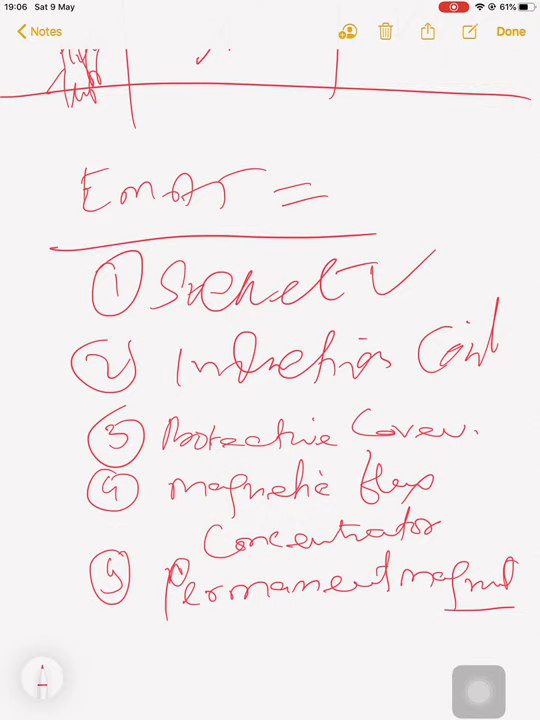 19:06 Sat 9 May
61%
Notes
Done
EMAT =
① 
② Induction Coil
③ Protective Cover.
④ Magnetic flux
Concentrator
⑤ Permanent magnet